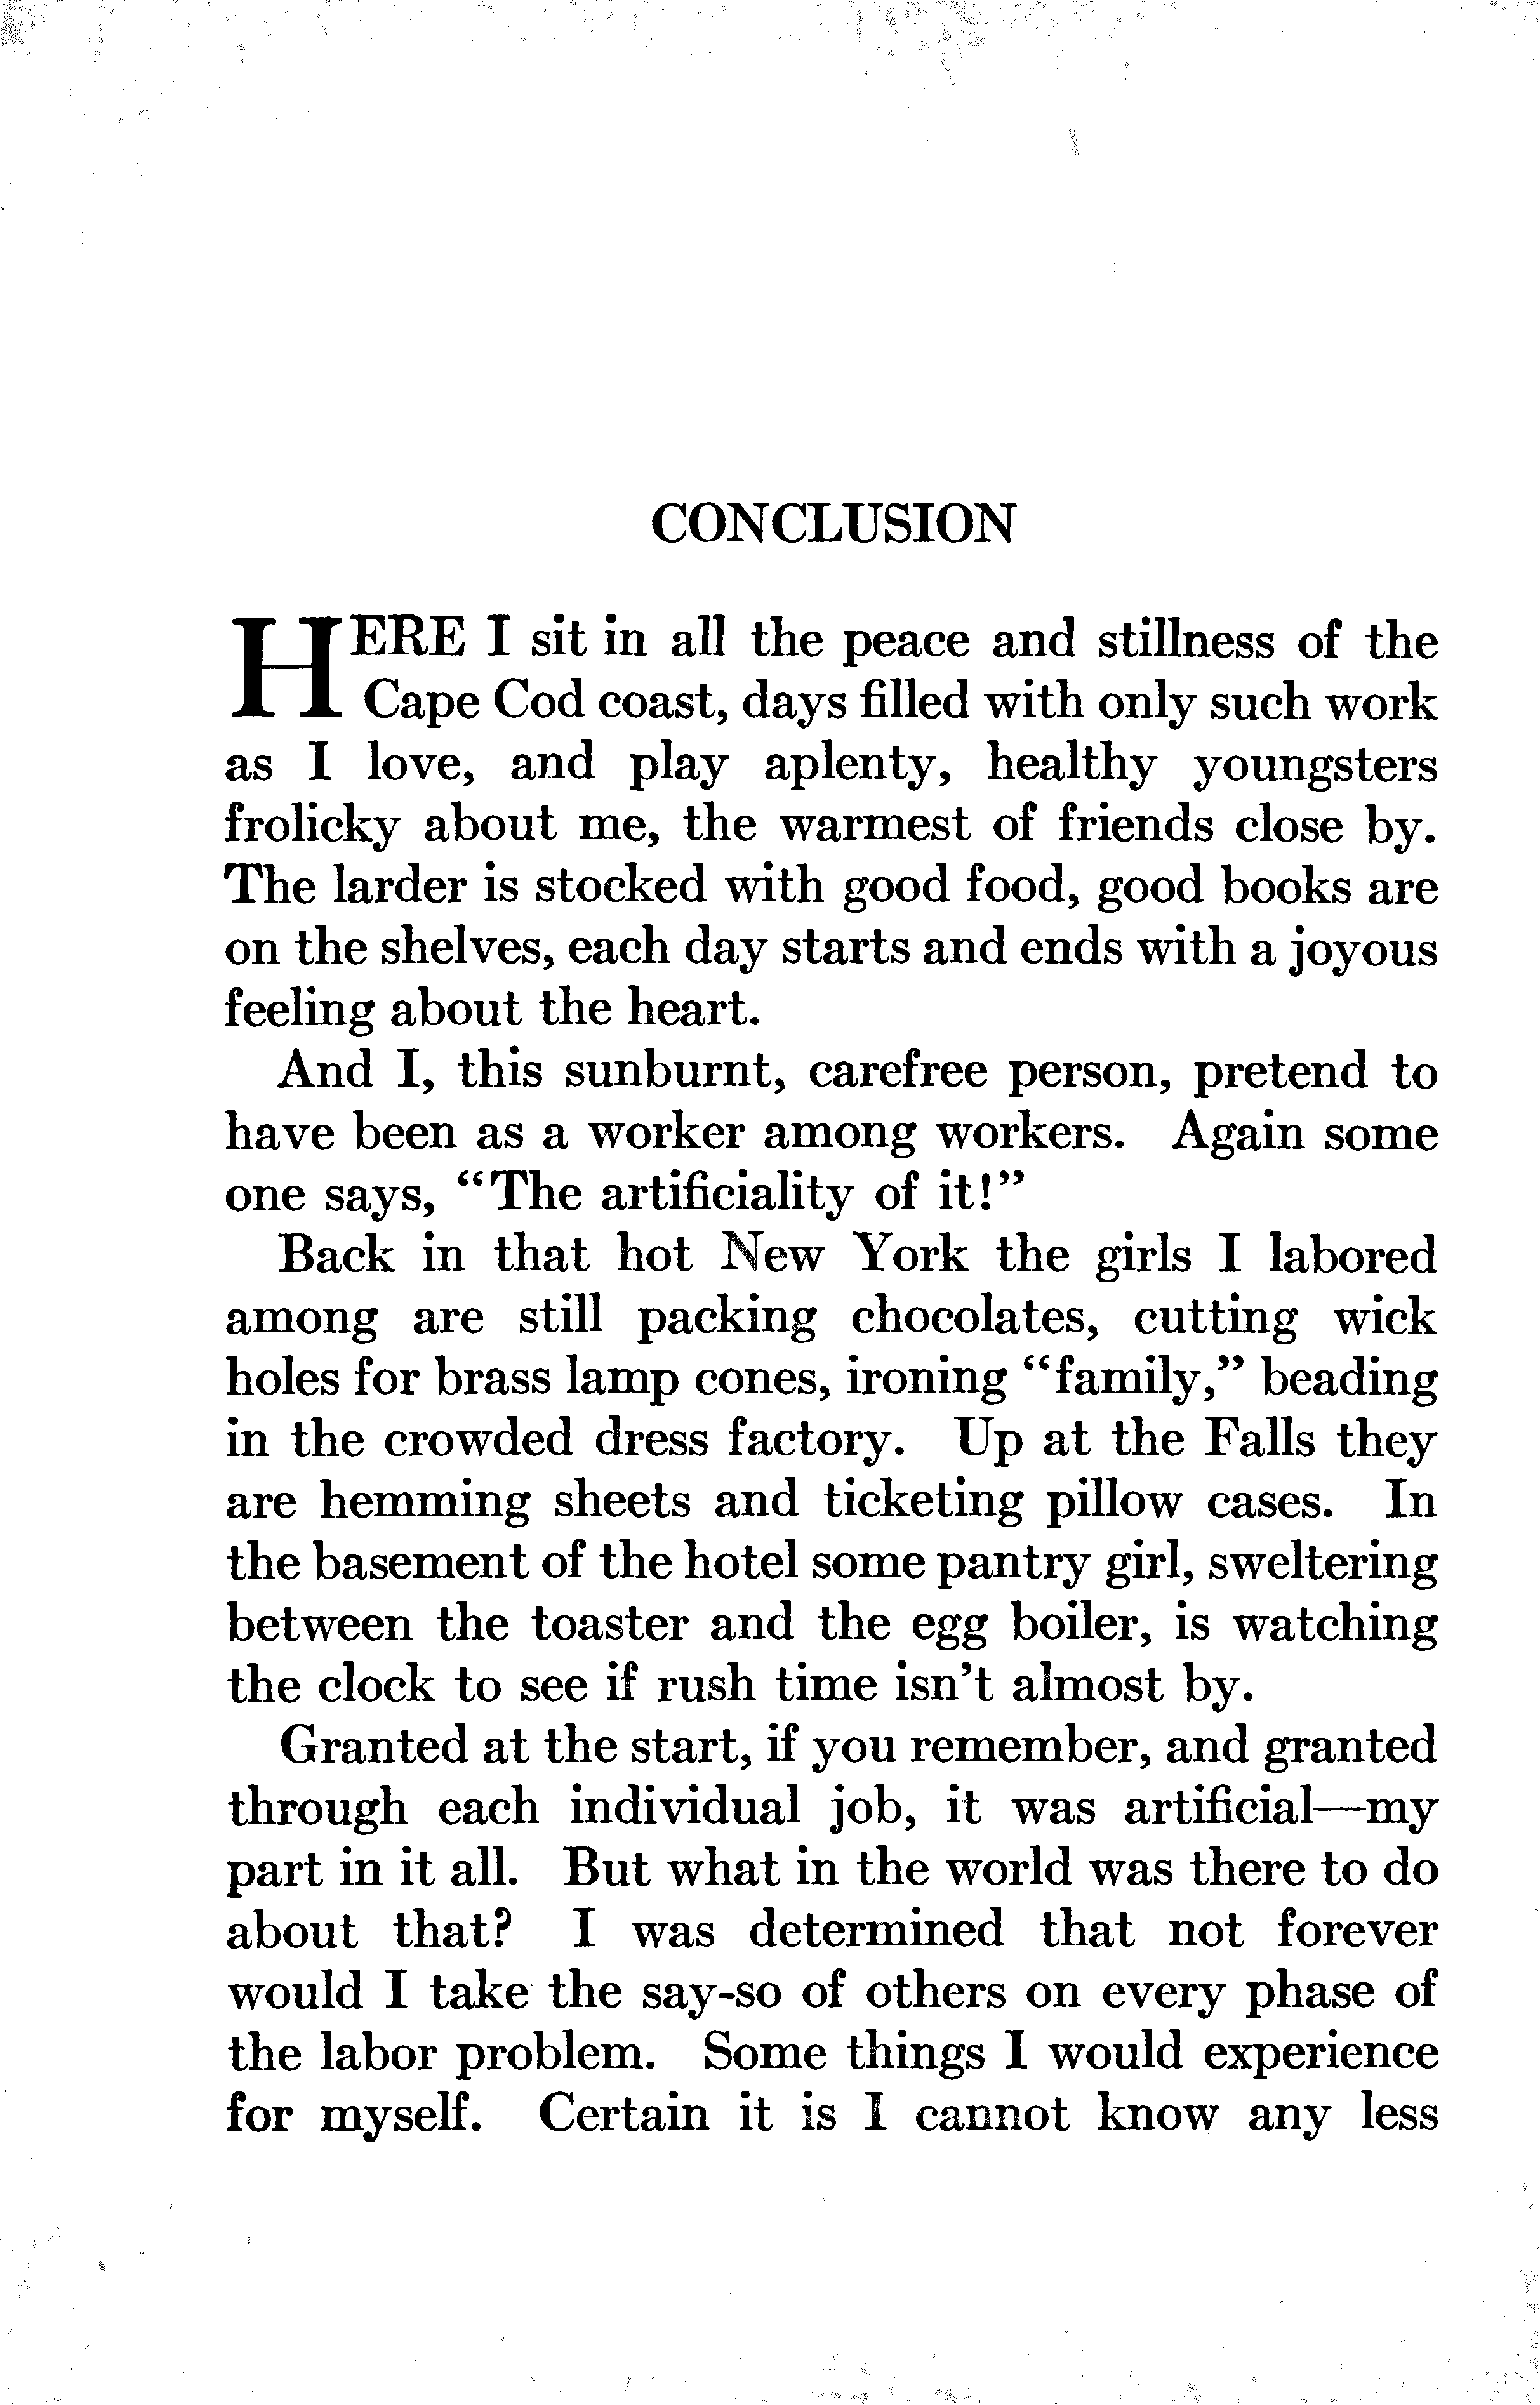 CONCLUSION
HERE I sit in all the peace and stillness of the
Cape Cod coast, days filled with only such work
as I love, and play aplenty, healthy youngsters
frolicky about me, the warmest of friends close by.
The larder is stocked with good food, good books are
on the shelves, each day starts and ends with a joyous
feeling about the heart.
And I, this sunburnt, carefree person, pretend to
have been as a worker among workers. Again some
one says, “The artificiality of it!”
Back in that hot New York the girls I labored
among are still packing chocolates, cutting wick
holes for brass lamp cones, ironing “family,” beading
in the crowded dress factory. Up at the Falls they
are hemming sheets and ticketing pillow cases. In
the basement of the hotel some pantry girl, sweltering
between the toaster and the egg boiler, is watching
the clock to see if rush time isn’t almost by.
Granted at the start, if you remember, and granted
through each individual job, it was artificial—my
part in it all. But what in the world was there to do
about that? I was determined that not forever
would I take the say-so of others on every phase of
the labor problem. Some things I would experience
for myself. Certain it is I cannot know any less